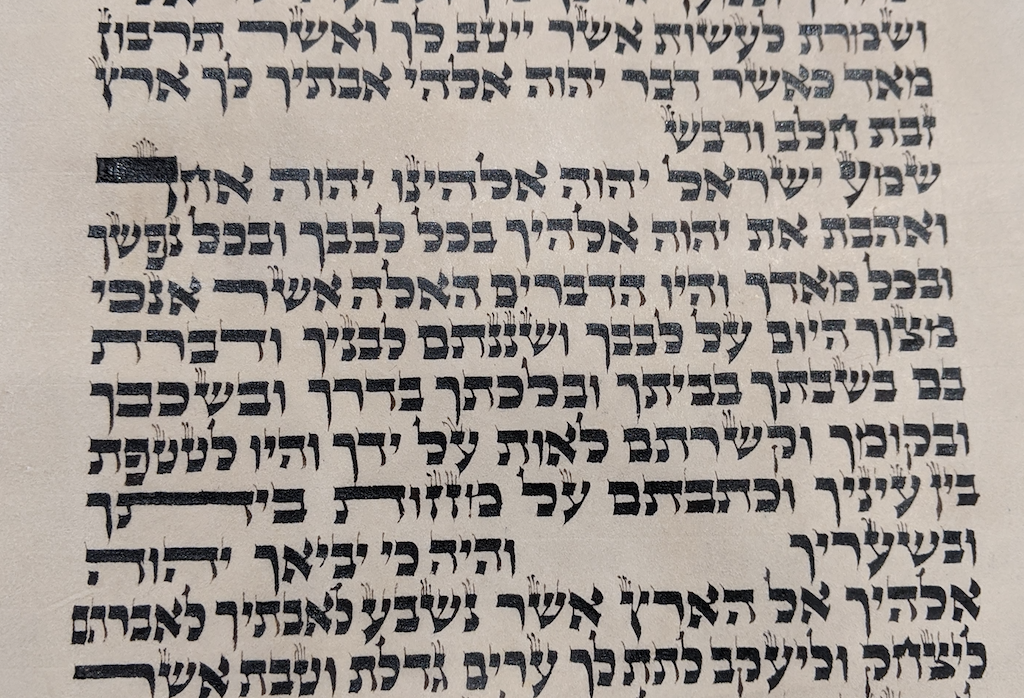 ושמרת לעשות אשר ייטב לך ואשר תרבון
מאד כאשר דבר יהוה אלהי אבתיך לך ארץ
זבת חלב ודבש
שמע ישראל יהוה אלהינו יהוה אחד
ואהבת את יהוה אלהיך בכל לבבך ובכל נפשך
ובכל מאדך והיו הדברים האלה אשר אנכי
מצוך היום על לבבך ושננתם לבניך ודברת
בם בשבתך בביתך ובלכתך בדרך ובשכבך
ובקומך וקשרתם לאות על ידך והיו לטטפת
בין עיניך וכתבתם על מזוזת ביתך
ובשעריך והיה כי יביאך יהוה
אלהיך אל הארץ אשר נשבע לאבתיך לאברהם
ליצחק וליעקב לתת לך ערים גדלת וטבת אשר